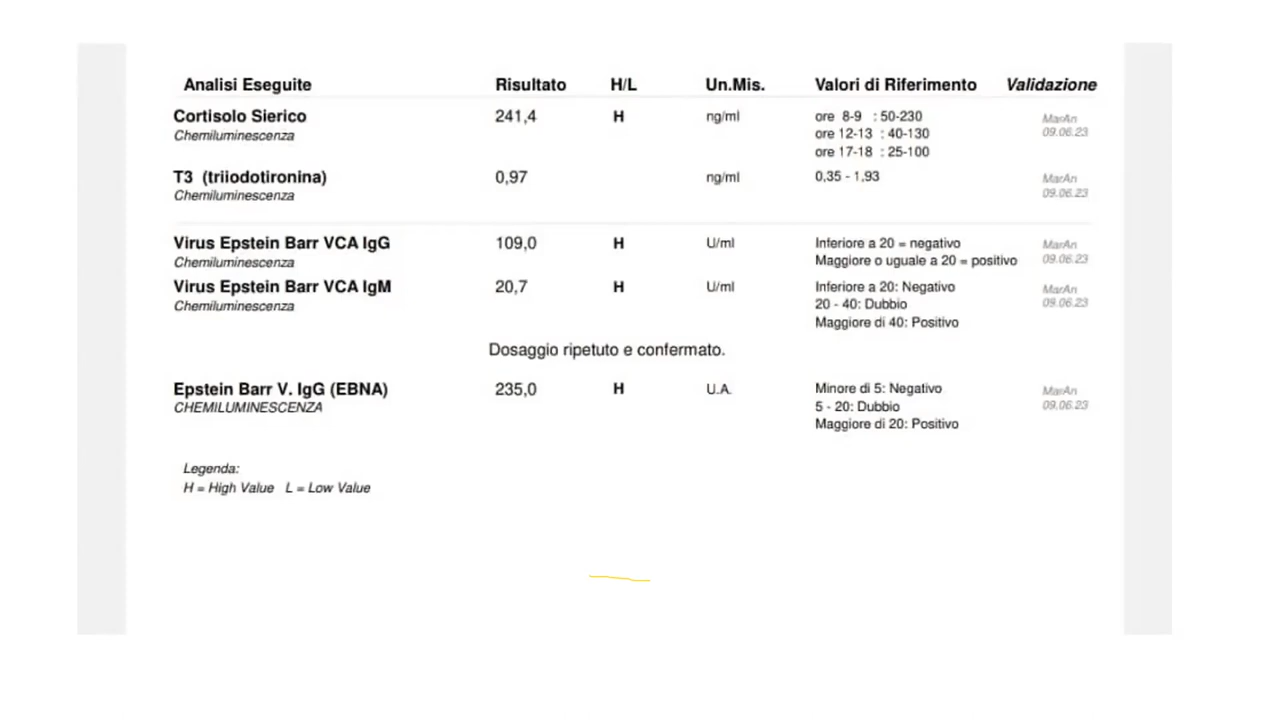 Analisi Eseguite Risultato H/L Un.Mis. Valori di Riferimento Validazione
Cortisolo Sierico 241,4 H ng/ml ore 8-9 : 50-230 MarAn
Chemiluminescenza ore 12-13 : 40-130 09.06.23
ore 17-18 : 25-100
T3 (triiodotironina) 0,97 ng/ml 0,35 - 1,93 MarAn
Chemiluminescenza 09.06.23
Virus Epstein Barr VCA IgG 109,0 H U/ml Inferiore a 20 = negativo MarAn
Chemiluminescenza Maggiore o uguale a 20 = positivo 09.06.23
Virus Epstein Barr VCA IgM 20,7 H U/ml Inferiore a 20: Negativo MarAn
Chemiluminescenza 20 - 40: Dubbio 09.06.23
Maggiore di 40: Positivo
Dosaggio ripetuto e confermato.
Epstein Barr V. IgG (EBNA) 235,0 H U.A. Minore di 5: Negativo MarAn
CHEMILUMINESCENZA 5 - 20: Dubbio 09.06.23
Maggiore di 20: Positivo
Legenda:
H = High Value L = Low Value